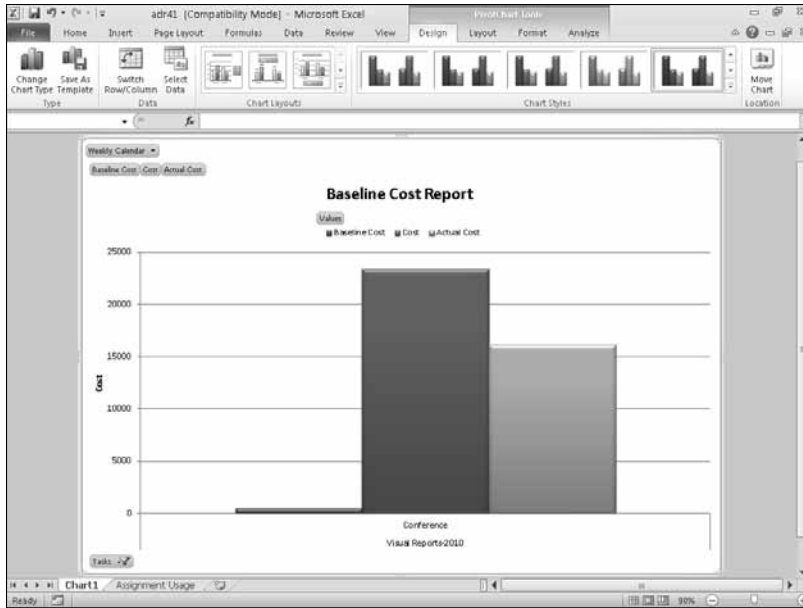 adr41 [Compatibility Mode] - Microsoft Excel
PivotChart Tools
File Home Insert Page Layout Formulas Data Review View Design Layout Format Analyze
Change Chart Type
Save As Template
Switch Row/Column
Select Data
Move Chart
Type Data Chart Layouts Chart Styles Location
fx
Weekly Calendar
Baseline Cost Cost Actual Cost
Baseline Cost Report
Values
Baseline Cost Cost Actual Cost
25000
20000
15000
10000
5000
0
Cost
Conference
Visual Reports-2010
Tasks
Chart1 Assignment Usage
Ready 90%